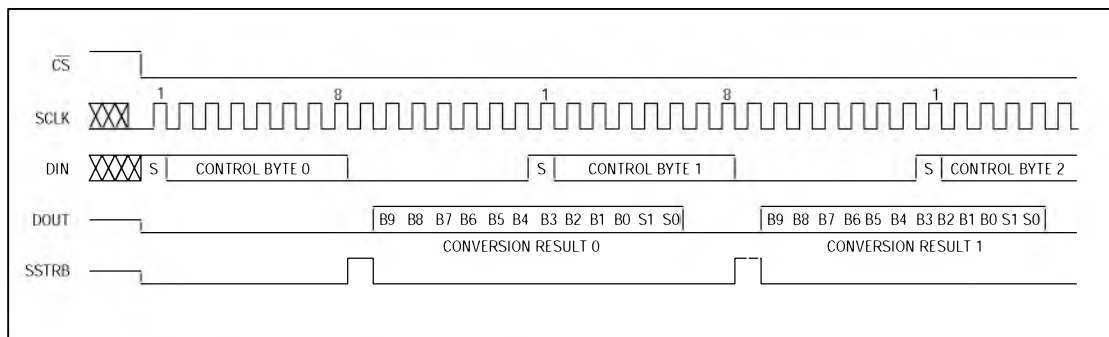 CS
1 8 1 8 1
SCLK
DIN S CONTROL BYTE 0 S CONTROL BYTE 1 S CONTROL BYTE 2
DOUT B9 B8 B7 B6 B5 B4 B3 B2 B1 B0 S1 S0 B9 B8 B7 B6 B5 B4 B3 B2 B1 B0 S1 S0
CONVERSION RESULT 0 CONVERSION RESULT 1
SSTRB